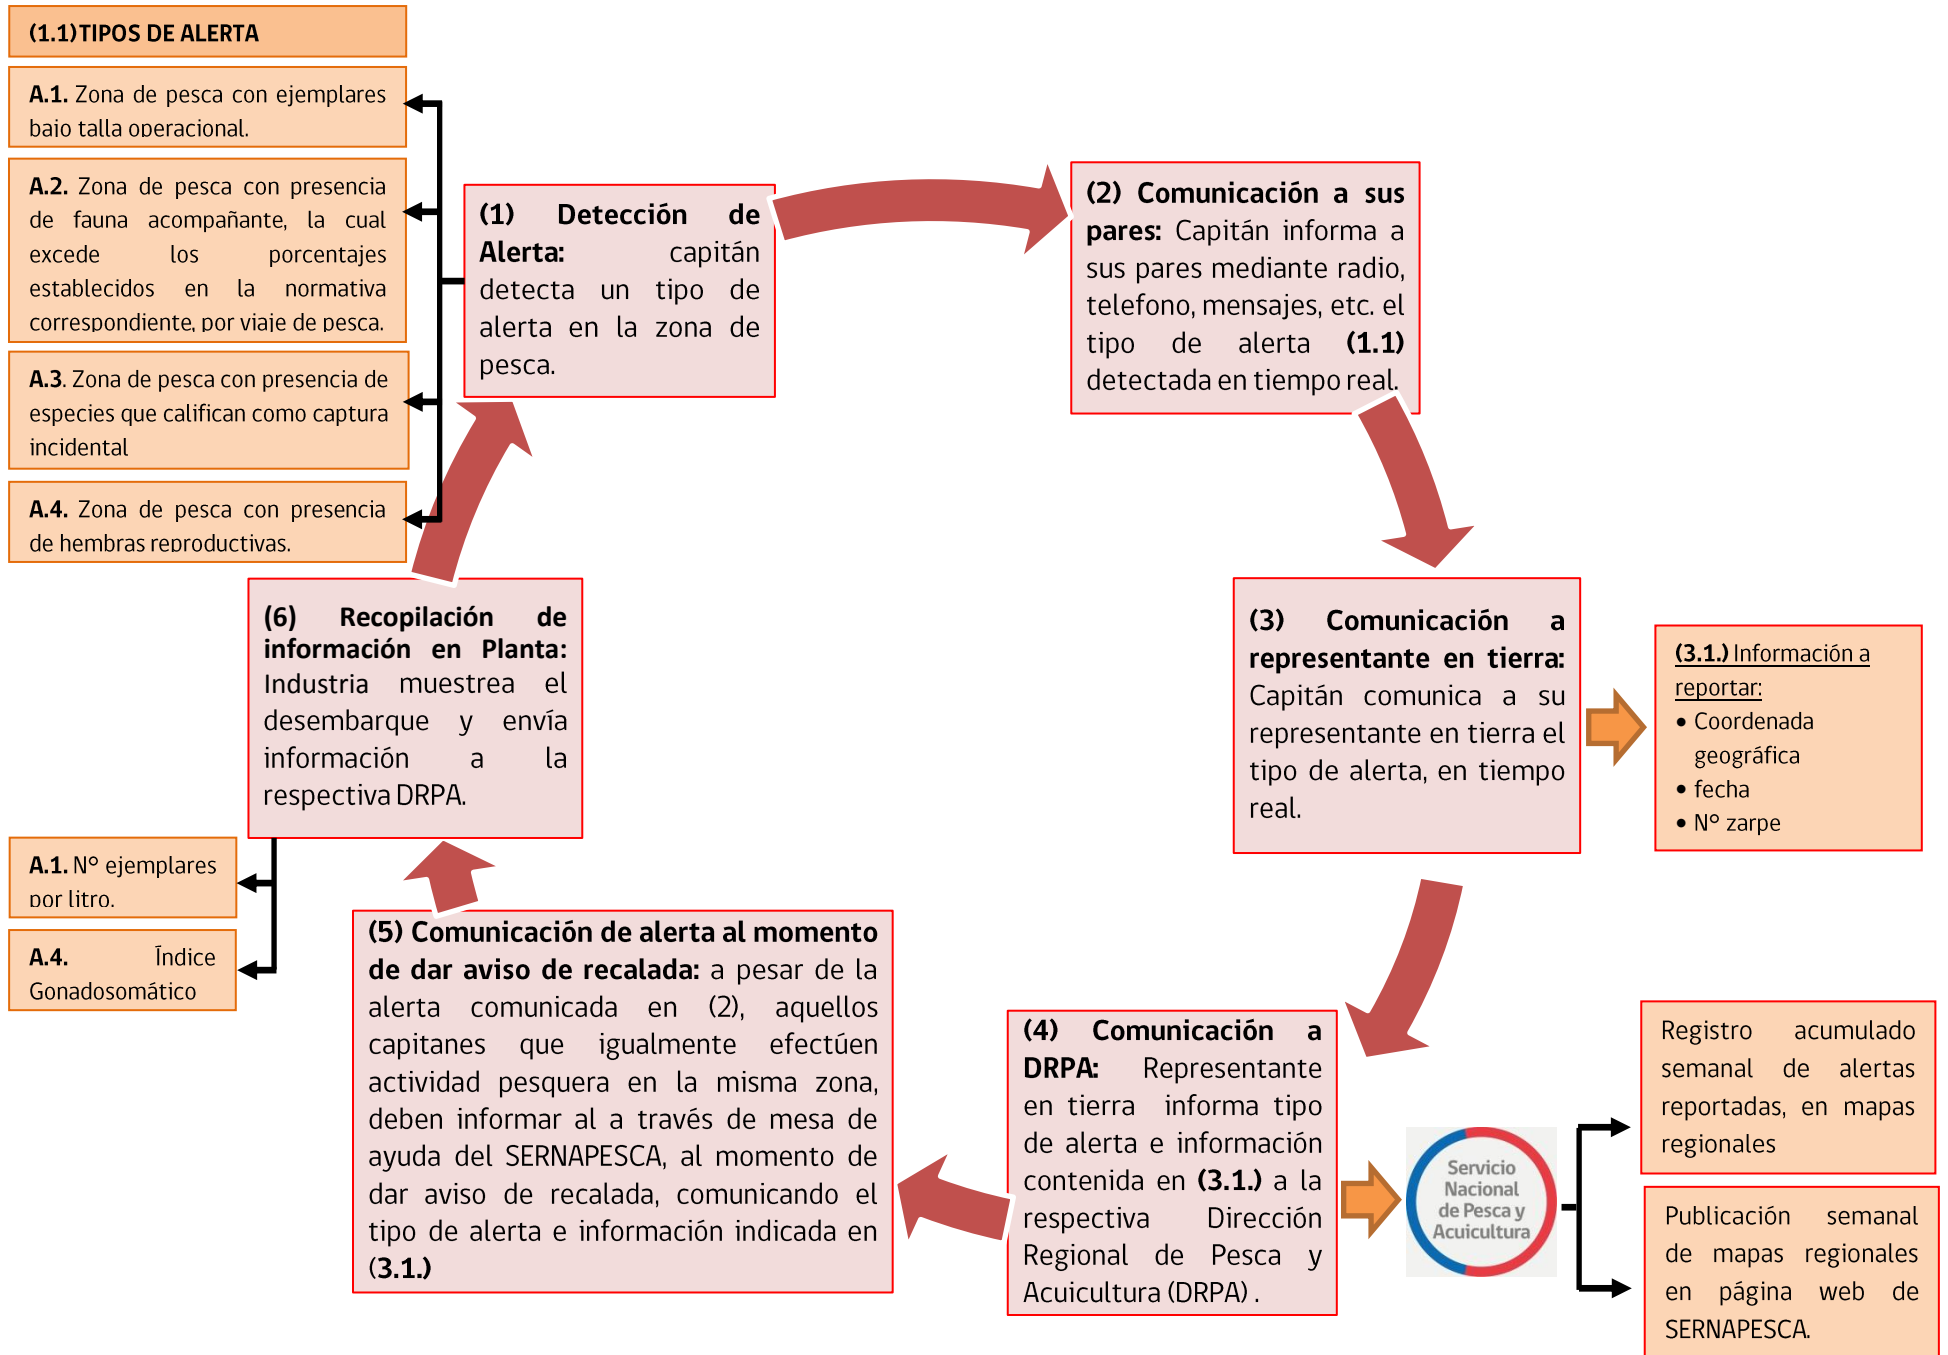 (1.1)TIPOS DE ALERTA
A.1. Zona de pesca con ejemplares
bajo talla operacional.
A.2. Zona de pesca con presencia
de fauna acompañante, la cual
excede los porcentajes
establecidos en la normativa
correspondiente, por viaje de pesca.
A.3. Zona de pesca con presencia de
especies que califican como captura
incidental
A.4. Zona de pesca con presencia
de hembras reproductivas.
(1) Detección de
Alerta: capitán
detecta un tipo de
alerta en la zona de
pesca.
(2) Comunicación a sus
pares: Capitán informa a
sus pares mediante radio,
telefono, mensajes, etc. el
tipo de alerta (1.1)
detectada en tiempo real.
(3) Comunicación a
representante en tierra:
Capitán comunica a su
representante en tierra el
tipo de alerta, en tiempo
real.
(3.1.) Información a
reportar:
• Coordenada
geográfica
• fecha
• N° zarpe
(4) Comunicación a
DRPA: Representante
en tierra informa tipo
de alerta e información
contenida en (3.1.) a la
respectiva Dirección
Regional de Pesca y
Acuicultura (DRPA) .
Servicio
Nacional
de Pesca y
Acuicultura
Registro acumulado
semanal de alertas
reportadas, en mapas
regionales
Publicación semanal
de mapas regionales
en página web de
SERNAPESCA.
(5) Comunicación de alerta al momento
de dar aviso de recalada: a pesar de la
alerta comunicada en (2), aquellos
capitanes que igualmente efectúen
actividad pesquera en la misma zona,
deben informar al a través de mesa de
ayuda del SERNAPESCA, al momento de
dar aviso de recalada, comunicando el
tipo de alerta e información indicada en
(3.1.)
(6) Recopilación de
información en Planta:
Industria muestrea el
desembarque y envía
información a la
respectiva DRPA.
A.1. N° ejemplares
por litro.
A.4. Índice
Gonadosomático